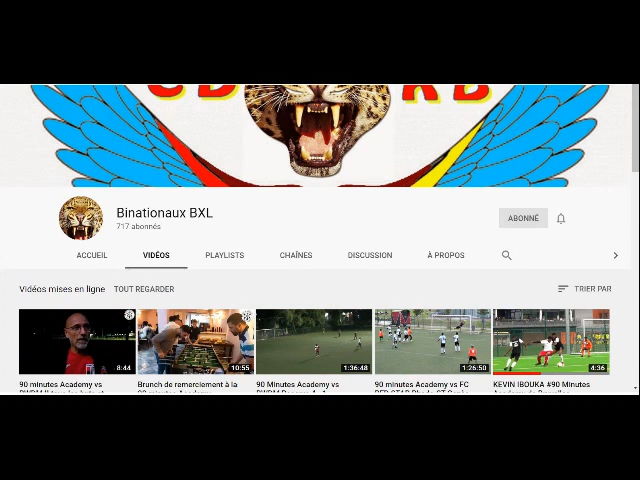 Binationaux BXL
717 abonnés
ABONNÉ
ACCUEIL VIDÉOS PLAYLISTS CHAÎNES DISCUSSION À PROPOS
Vidéos mises en ligne TOUT REGARDER TRIER PAR
8:44 10:55 1:36:48 1:26:50 4:36
90 minutes Academy vs
Brunch de remerciement à la
90 Minutes Academy vs
90 minutes Academy vs FC
KEVIN IBOUKA #90 Minutes